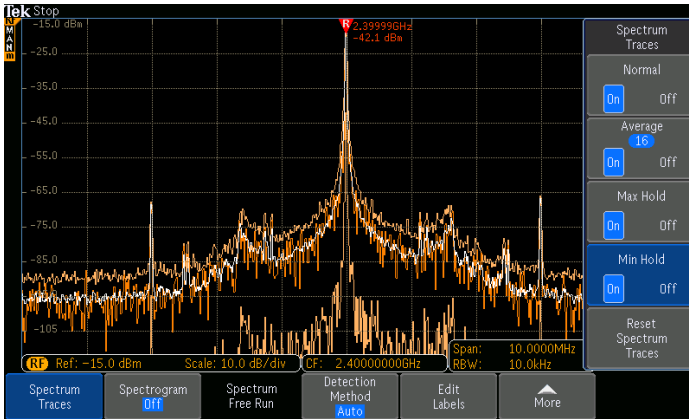 Tek Stop
R
M
A
N
m
-15.0 dBm
-25.0
-35.0
-45.0
-55.0
-65.0
-75.0
-85.0
-105
R
2.39999GHz
-42.1 dBm
Spectrum
Traces
Normal
On Off
Average
16
On Off
Max Hold
On Off
Min Hold
On Off
Reset
Spectrum
Traces
RF Ref: -15.0 dBm Scale: 10.0 dB/div CF: 2.40000000GHz
Span: 10.0000MHz
RBW: 10.0kHz
Spectrum
Traces
Spectrogram
Off
Spectrum
Free Run
Detection
Method
Auto
Edit
Labels
More